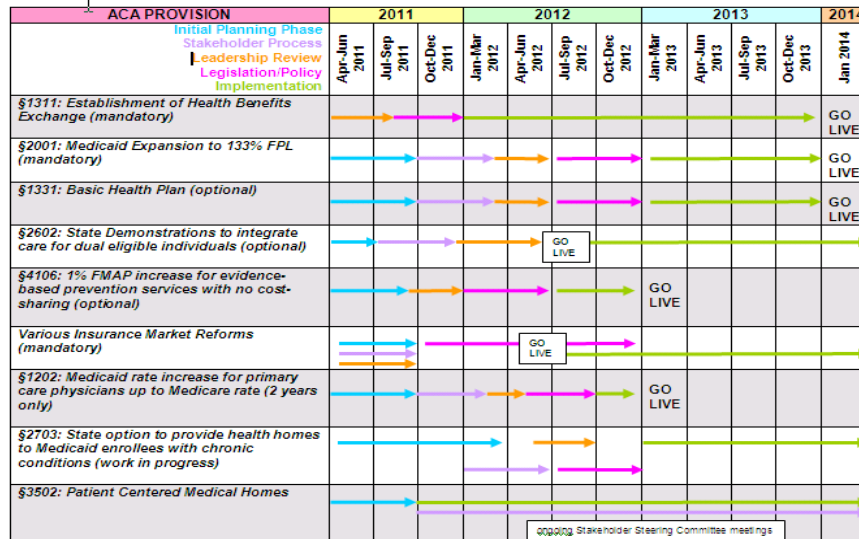 ACA PROVISION 2011 2012 2013 2014
Initial Planning Phase
Stakeholder Process
Leadership Review
Legislation/Policy
Implementation
Apr-Jun 2011
Jul-Sep 2011
Oct-Dec 2011
Jan-Mar 2012
Apr-Jun 2012
Jul-Sep 2012
Oct-Dec 2012
Jan-Mar 2013
Apr-Jun 2013
Jul-Sep 2013
Oct-Dec 2013
Jan 2014
§1311: Establishment of Health Benefits
Exchange (mandatory)
GO
LIVE
§2001: Medicaid Expansion to 133% FPL
(mandatory)
GO
LIVE
§1331: Basic Health Plan (optional)
GO
LIVE
§2602: State Demonstrations to integrate
care for dual eligible individuals (optional)
GO
LIVE
§4106: 1% FMAP increase for evidence-
based prevention services with no cost-
sharing (optional)
GO
LIVE
Various Insurance Market Reforms
(mandatory)
GO
LIVE
§1202: Medicaid rate increase for primary
care physicians up to Medicare rate (2 years
only)
GO
LIVE
§2703: State option to provide health homes
to Medicaid enrollees with chronic
conditions (work in progress)
§3502: Patient Centered Medical Homes
ongoing Stakeholder Steering Committee meetings